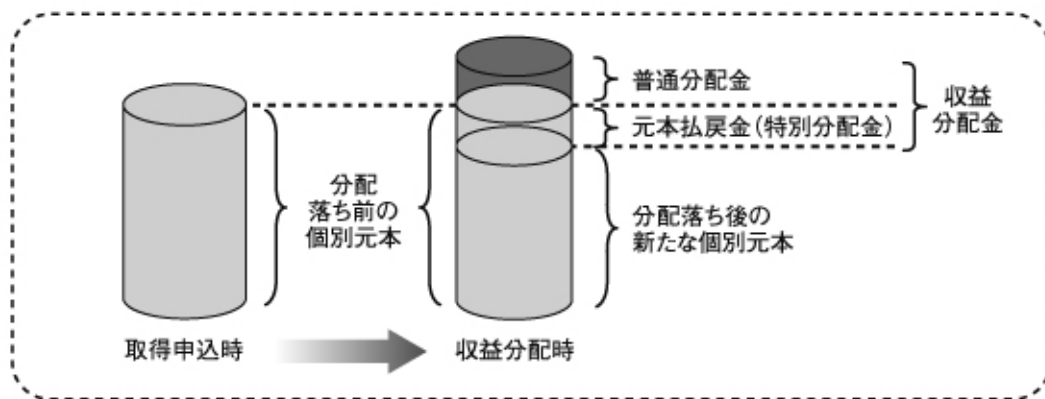 普通分配金
収益
分配金
元本払戻金(特別分配金)
分配
落ち前の
個別元本
分配落ち後の
新たな個別元本
取得申込時
収益分配時